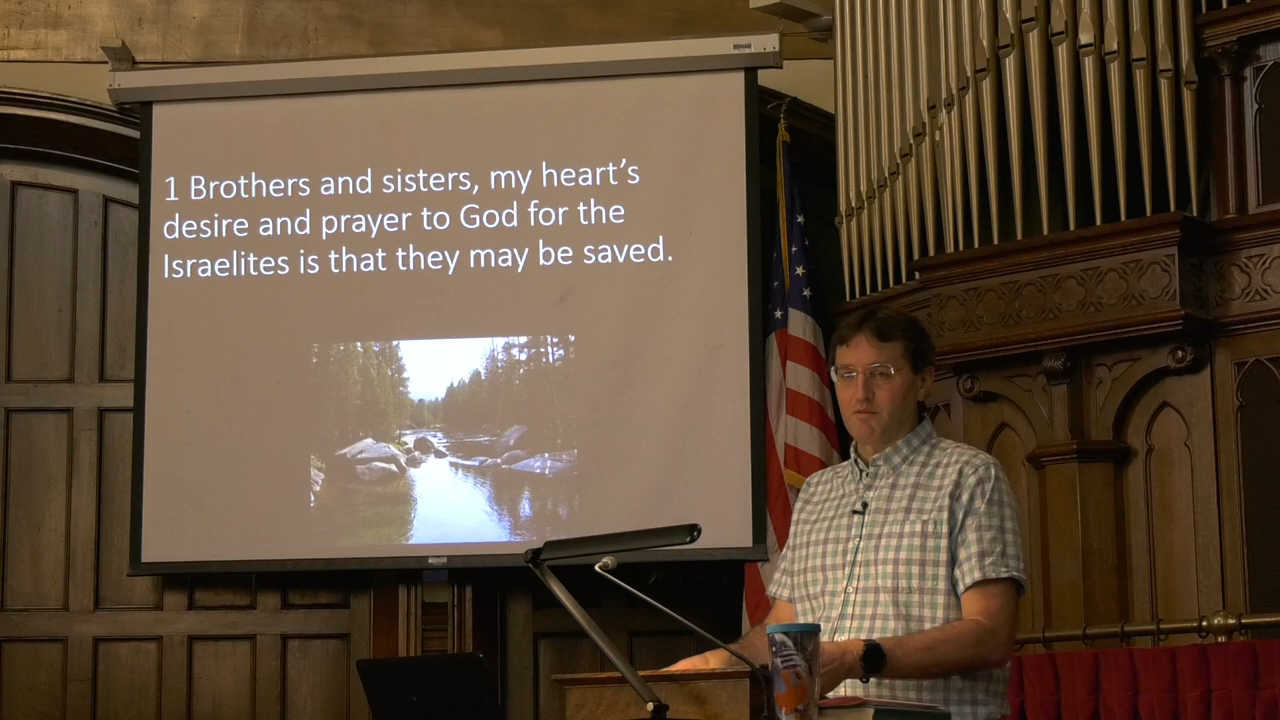 1 Brothers and sisters, my heart’s
desire and prayer to God for the
Israelites is that they may be saved.